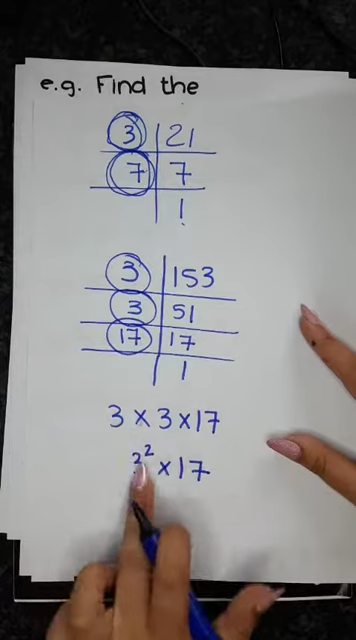 e.g. Find the
3 21
7 7
1
3 153
3 51
17 17
1
3 x 3 x 17
3² x 17